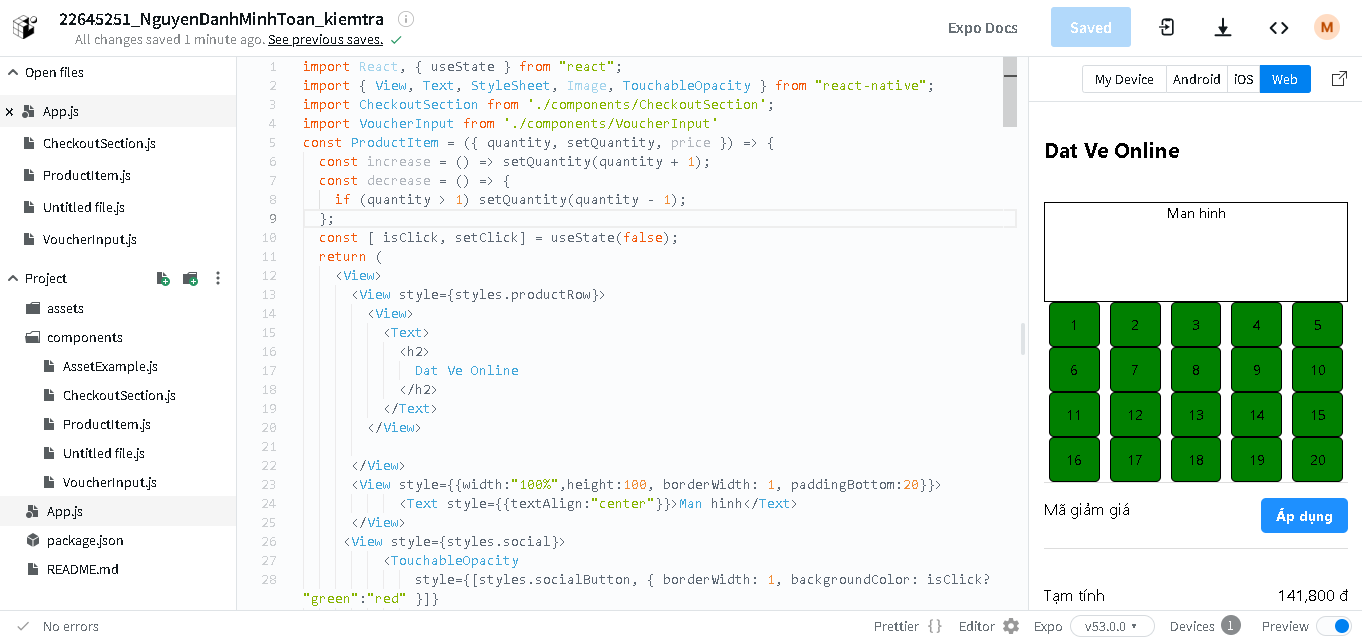 22645251_NguyenDanhMinhToan_kiemtra
All changes saved 1 minute ago. See previous saves.
Expo Docs
Saved
M
Open files
App.js
CheckoutSection.js
ProductItem.js
Untitled file.js
VoucherInput.js
Project
assets
components
AssetExample.js
CheckoutSection.js
ProductItem.js
Untitled file.js
VoucherInput.js
App.js
package.json
README.md
1 import React, { useState } from "react";
2 import { View, Text, StyleSheet, Image, TouchableOpacity } from "react-native";
3 import CheckoutSection from './components/CheckoutSection';
4 import VoucherInput from './components/VoucherInput'
5 const ProductItem = ({ quantity, setQuantity, price }) => {
6 const increase = () => setQuantity(quantity + 1);
7 const decrease = () => {
8 if (quantity > 1) setQuantity(quantity - 1);
9 };
10 const [ isClick, setClick] = useState(false);
11 return (
12 <View>
13 <View style={styles.productRow}>
14 <View>
15 <Text>
16 <h2>
17 Dat Ve Online
18 </h2>
19 </Text>
20 </View>
21
22 </View>
23 <View style={{width:"100%",height:100, borderWidth: 1, paddingBottom:20}}>
24 <Text style={{textAlign:"center"}}>Man hinh</Text>
25 </View>
26 <View style={styles.social}>
27 <TouchableOpacity
28 style={[styles.socialButton, { borderWidth: 1, backgroundColor: isClick?
"green":"red" }]}
My Device Android iOS Web
Dat Ve Online
Man hinh
1 2 3 4 5
6 7 8 9 10
11 12 13 14 15
16 17 18 19 20
Mã giảm giá
Áp dụng
Tạm tính 141,800 đ
No errors
Prettier {} Editor Expo v53.0.0 Devices 1 Preview